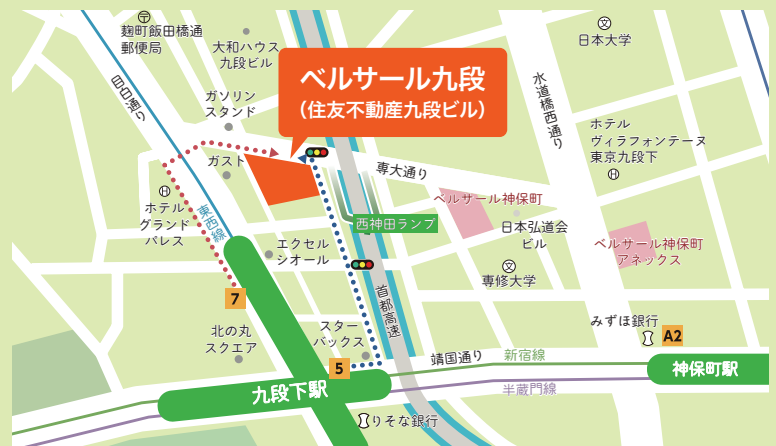 〒
麹町飯田橋通
郵便局
大和ハウス
九段ビル
文
日本大学
ベルサール九段
(住友不動産九段ビル)
目白通り
ガソリン
スタンド
水道橋西通り
ホテル
ヴィラフォンテーヌ
東京九段下
H
ガスト
専大通り
H
ホテル
グランド
パレス
東西線
ベルサール神保町
西神田ランプ
日本弘道会
ビル
ベルサール神保町
アネックス
エクセル
シオール
文
専修大学
7
首都高速
北の丸
スクエア
スター
バックス
みずほ銀行
A2
靖国通り
新宿線
5
神保町駅
九段下駅
半蔵門線
りそな銀行